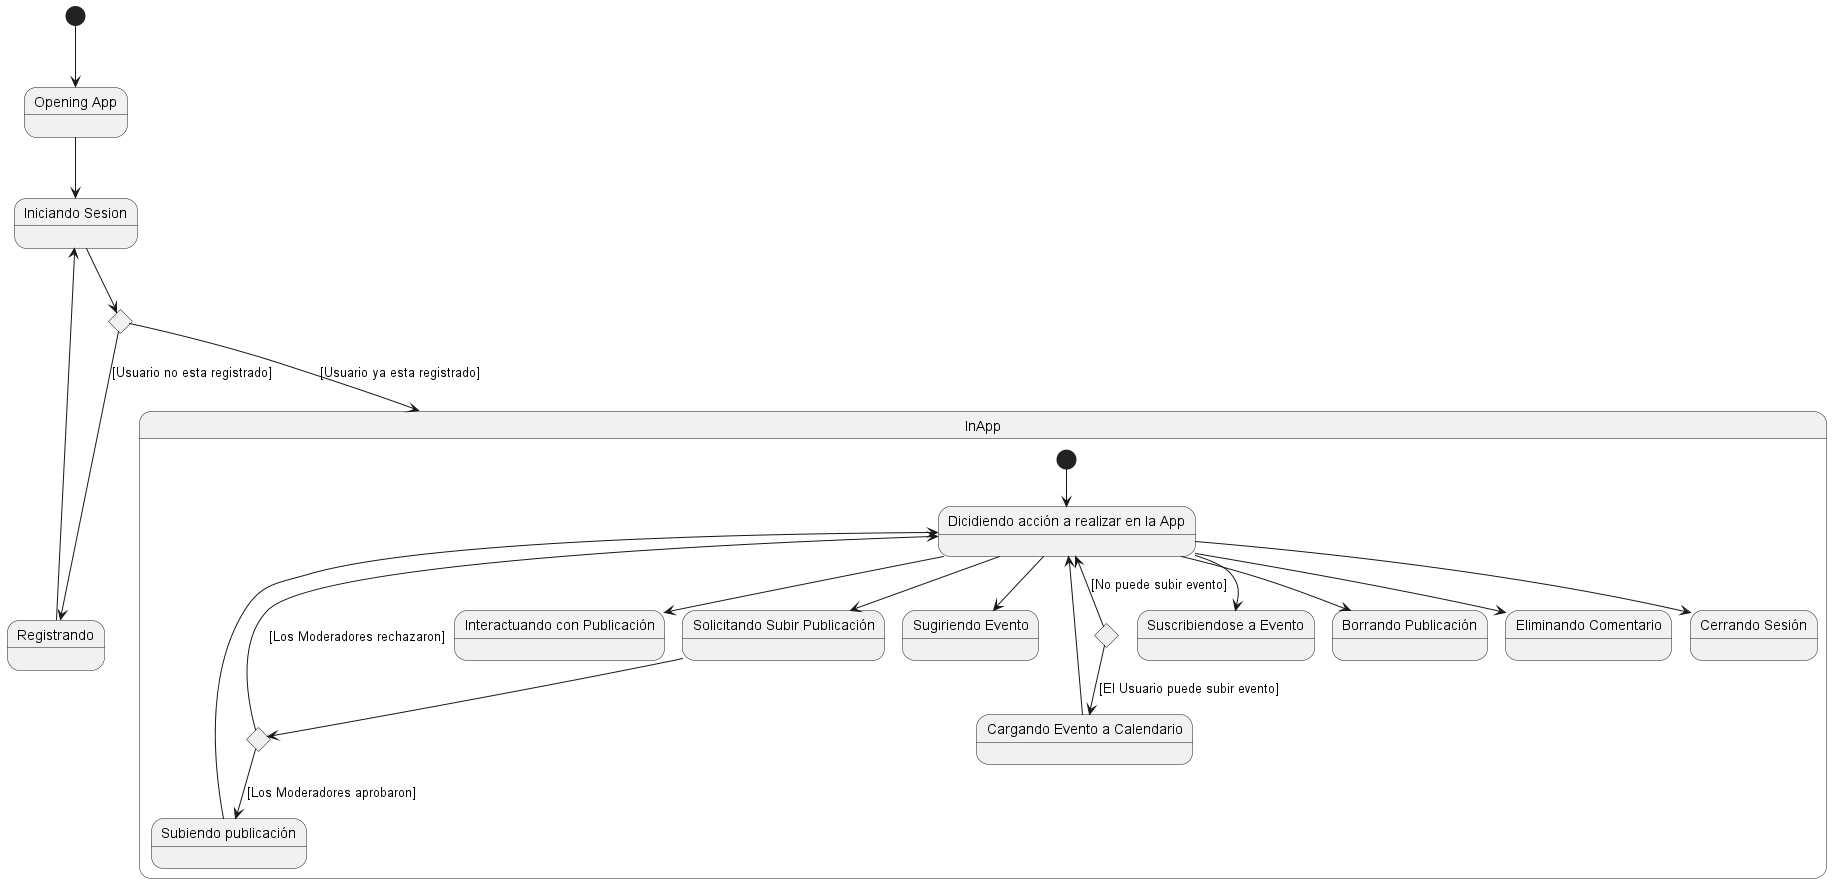 Opening App
Iniciando Sesion
[Usuario no esta registrado]
[Usuario ya esta registrado]
InApp
Dicidiendo acción a realizar en la App
[No puede subir evento]
Registrando
[Los Moderadores rechazaron]
Interactuando con Publicación
Solicitando Subir Publicación
Sugiriendo Evento
Suscribiendose a Evento
Borrando Publicación
Eliminando Comentario
Cerrando Sesión
[El Usuario puede subir evento]
Cargando Evento a Calendario
[Los Moderadores aprobaron]
Subiendo publicación